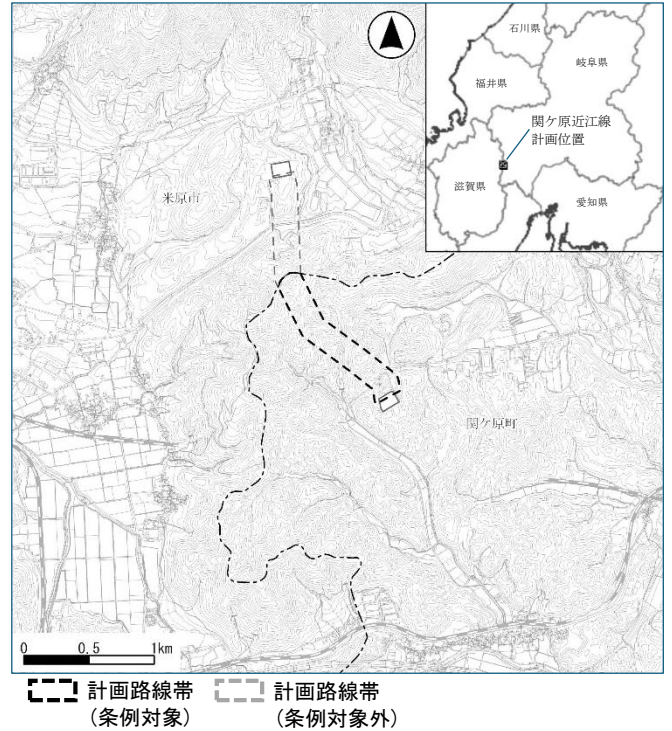 石川県
岐阜県
福井県
関ケ原近江線
計画位置
滋賀県
愛知県
米原市
関ケ原町
0 0.5 1km
計画路線帯
(条例対象)
計画路線帯
(条例対象外)